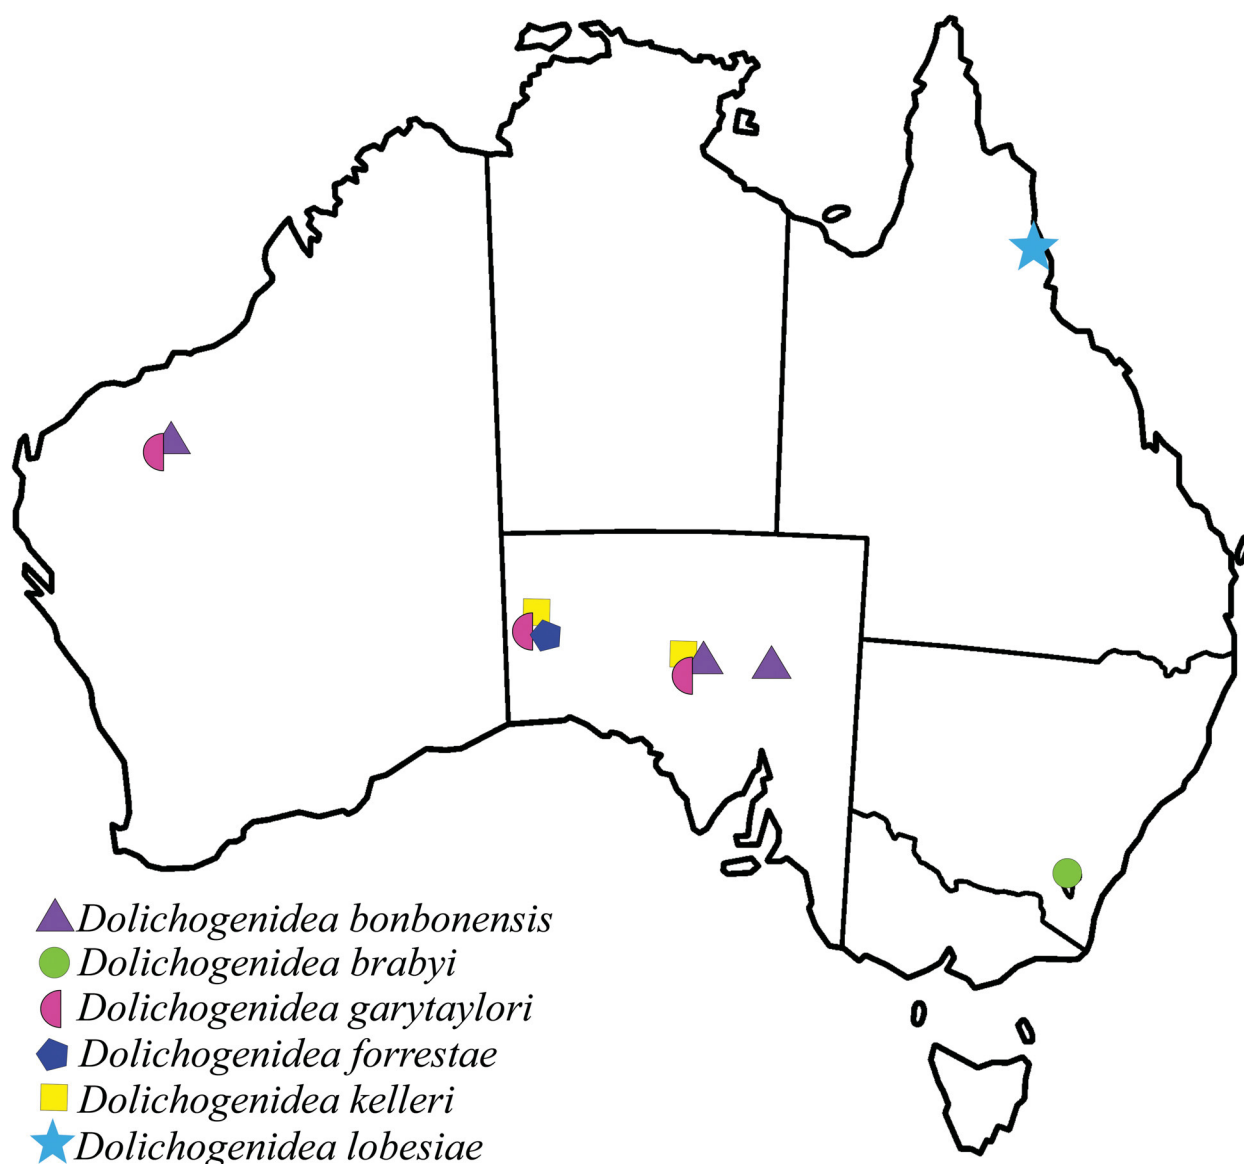 Dolichogenidea bonbonensis
Dolichogenidea brabyi
Dolichogenidea garytaylori
Dolichogenidea forrestae
Dolichogenidea kelleri
Dolichogenidea lobesiae